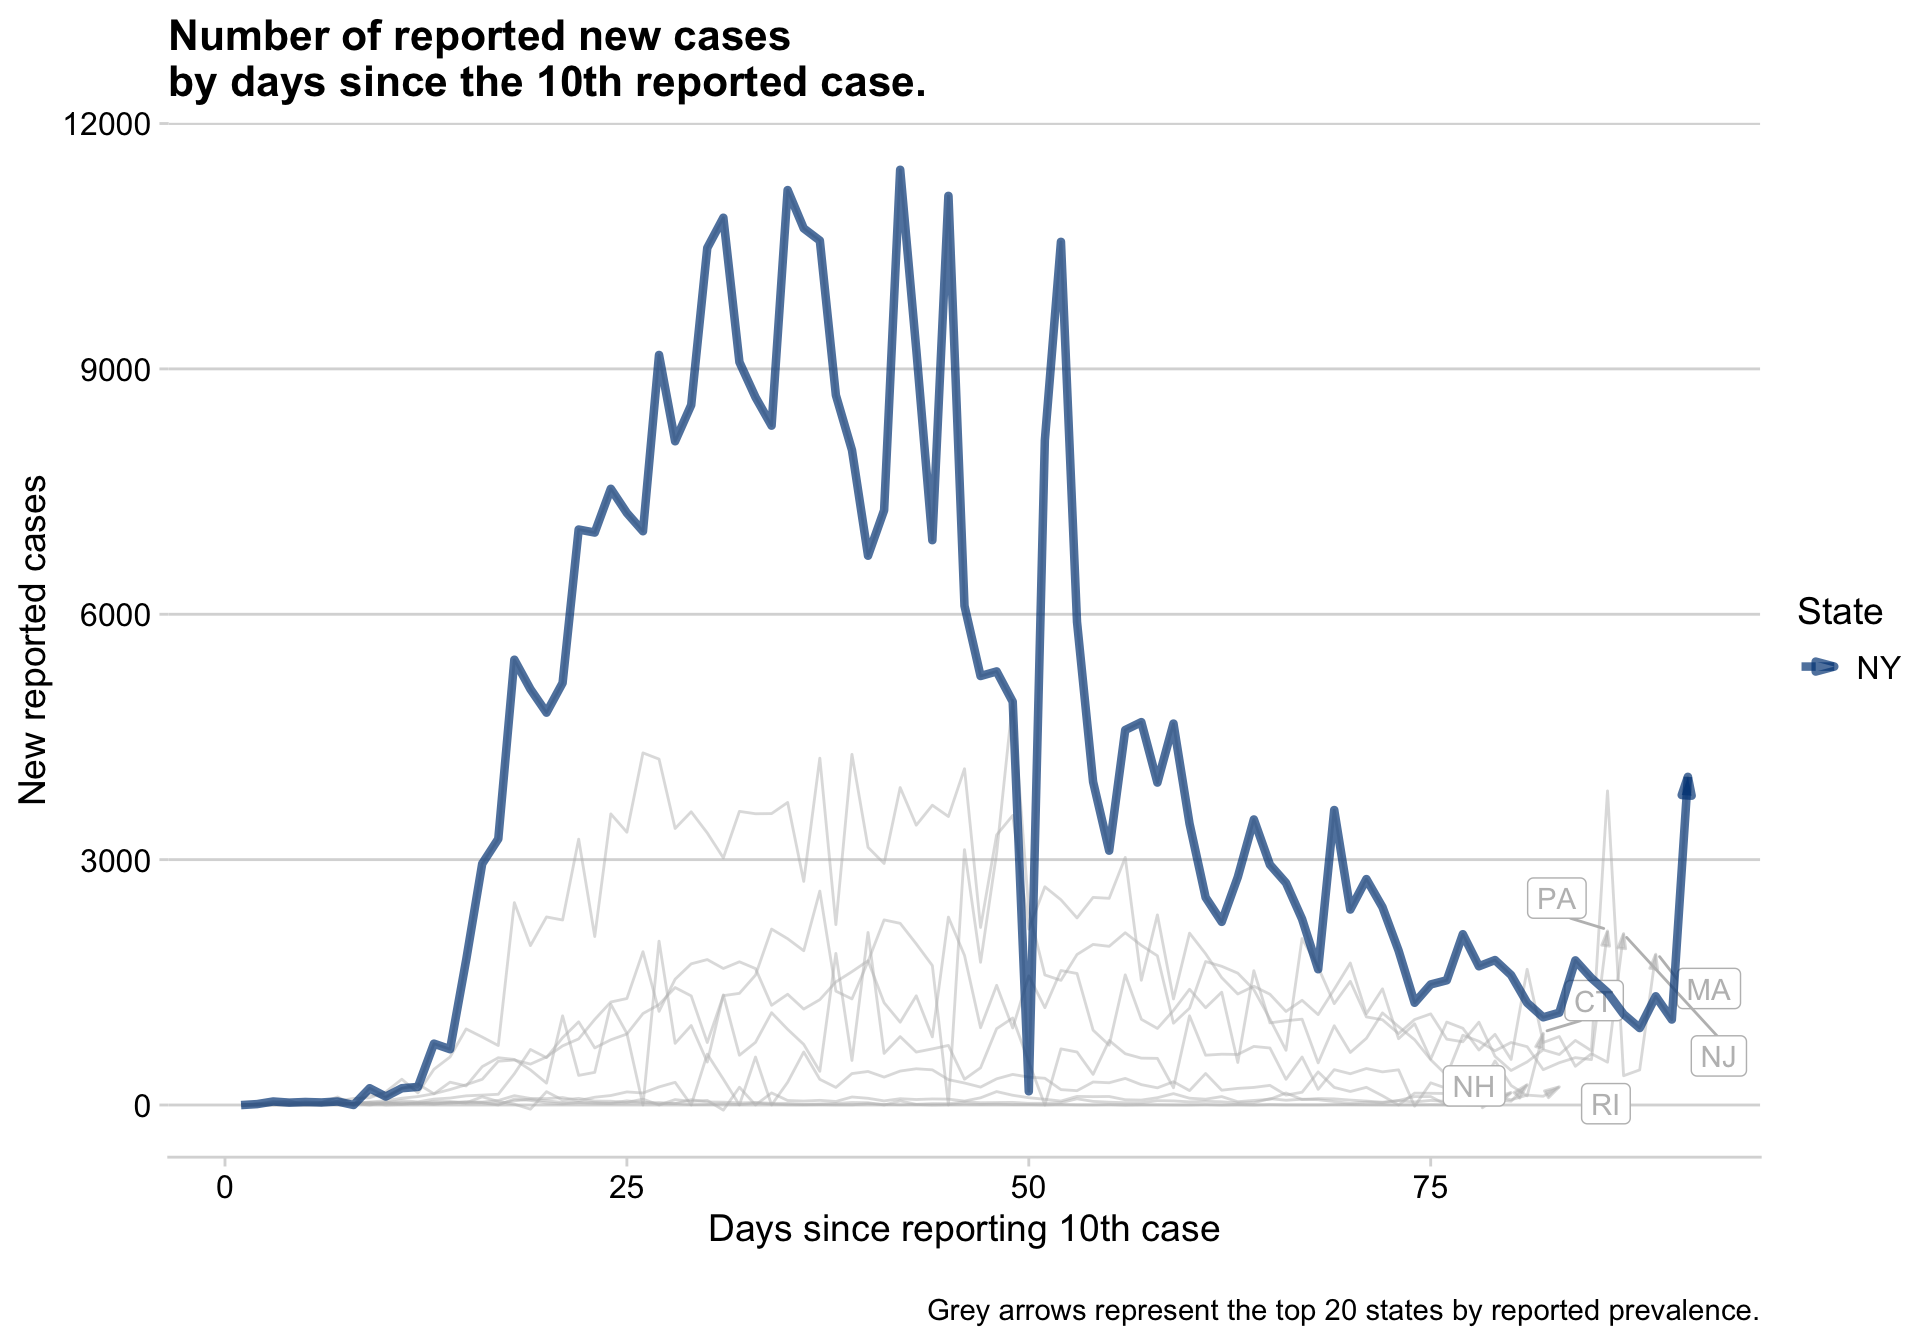 Number of reported new cases
by days since the 10th reported case.
12000
9000
6000
3000
0
New reported cases
PA
CT
MA
NJ
NH
RI
State
NY
0
25
50
75
Days since reporting 10th case
Grey arrows represent the top 20 states by reported prevalence.